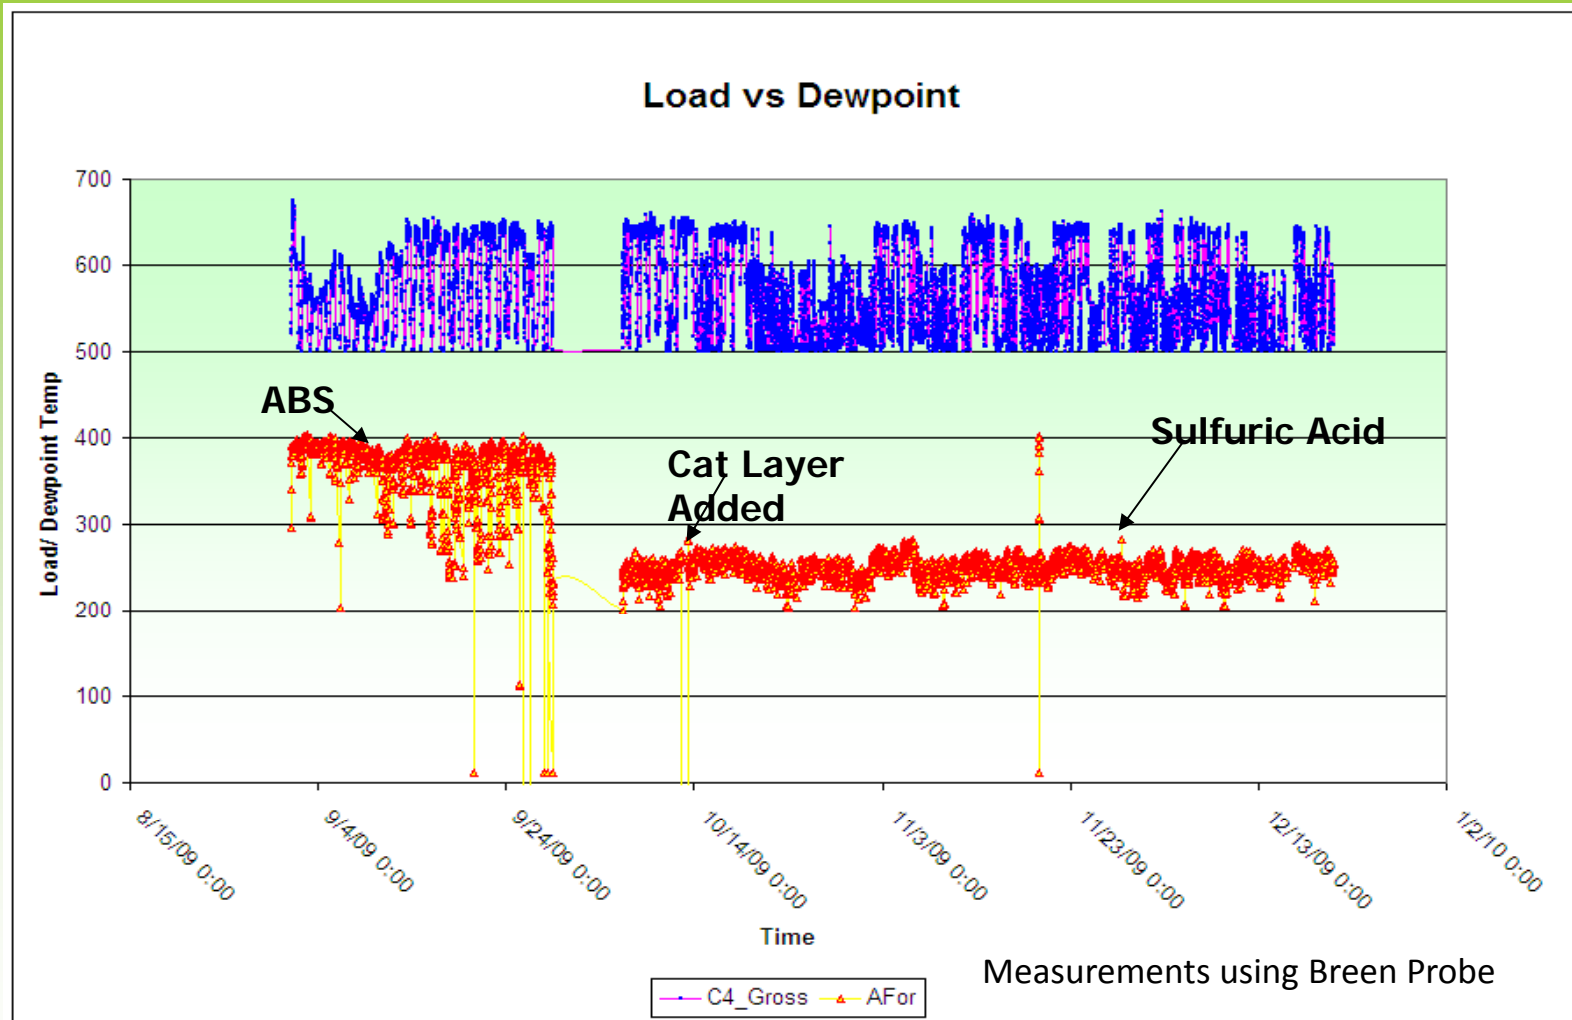 Load vs Dewpoint
700
600
500
400
300
200
100
0
Load/ Dewpoint Temp
ABS
Cat Layer
Added
Sulfuric Acid
8/15/09 0:00
9/4/09 0:00
9/24/09 0:00
10/14/09 0:00
11/3/09 0:00
11/23/09 0:00
12/13/09 0:00
1/2/10 0:00
Time
Measurements using Breen Probe
C4_Gross AFor